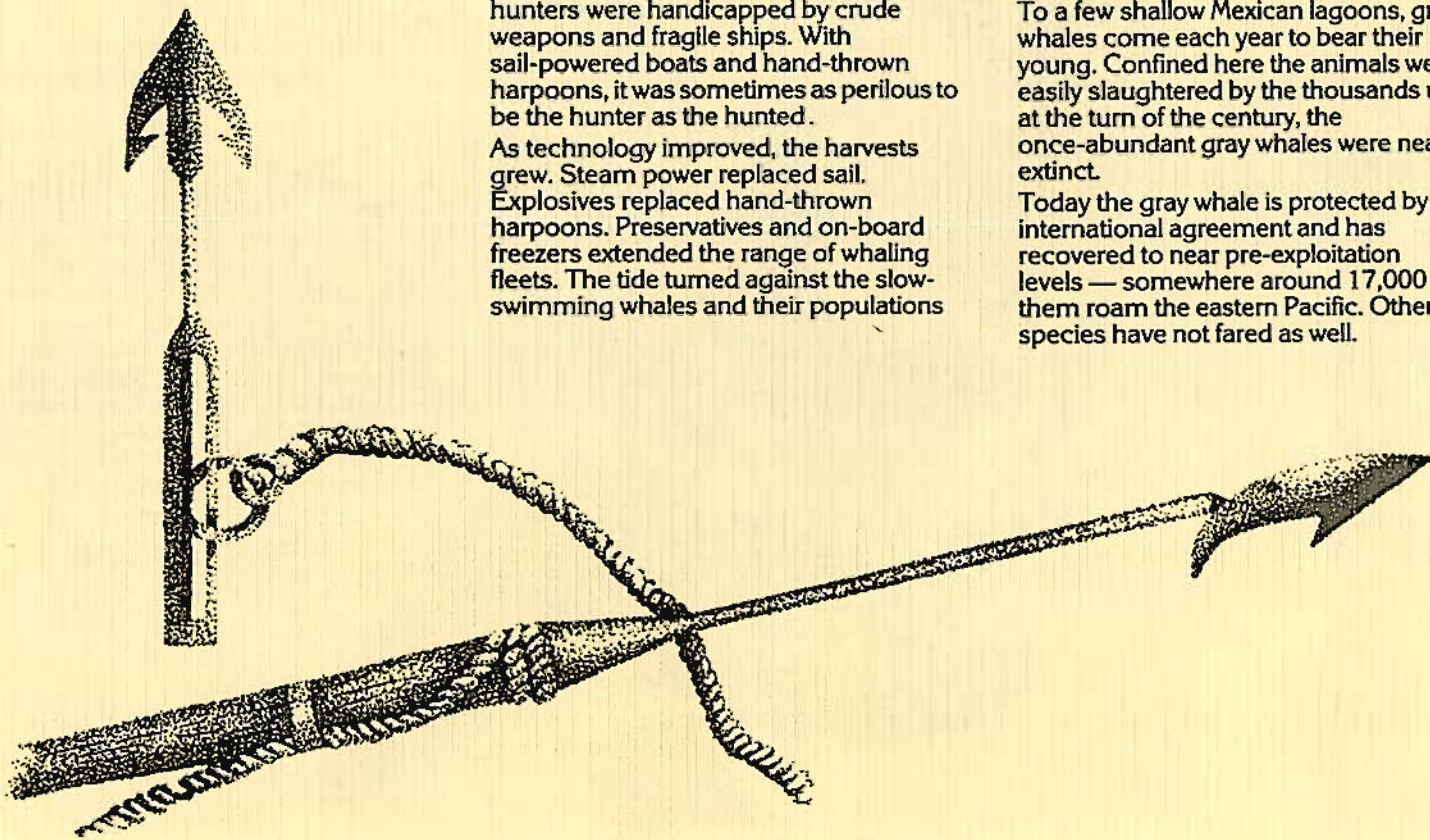 hunters were handicapped by crude
weapons and fragile ships. With
sail-powered boats and hand-thrown
harpoons, it was sometimes as perilous to
be the hunter as the hunted.
As technology improved, the harvests
grew. Steam power replaced sail.
Explosives replaced hand-thrown
harpoons. Preservatives and on-board
freezers extended the range of whaling
fleets. The tide turned against the slow-
swimming whales and their populations
To a few shallow Mexican lagoons,
whales come each year to bear their
young. Confined here the animals
easily slaughtered by the thousands
at the turn of the century, the
once-abundant gray whales were
extinct.
Today the gray whale is protected by
international agreement and has
recovered to near pre-exploitation
levels — somewhere around 17,000
them roam the eastern Pacific. Other
species have not fared as well.